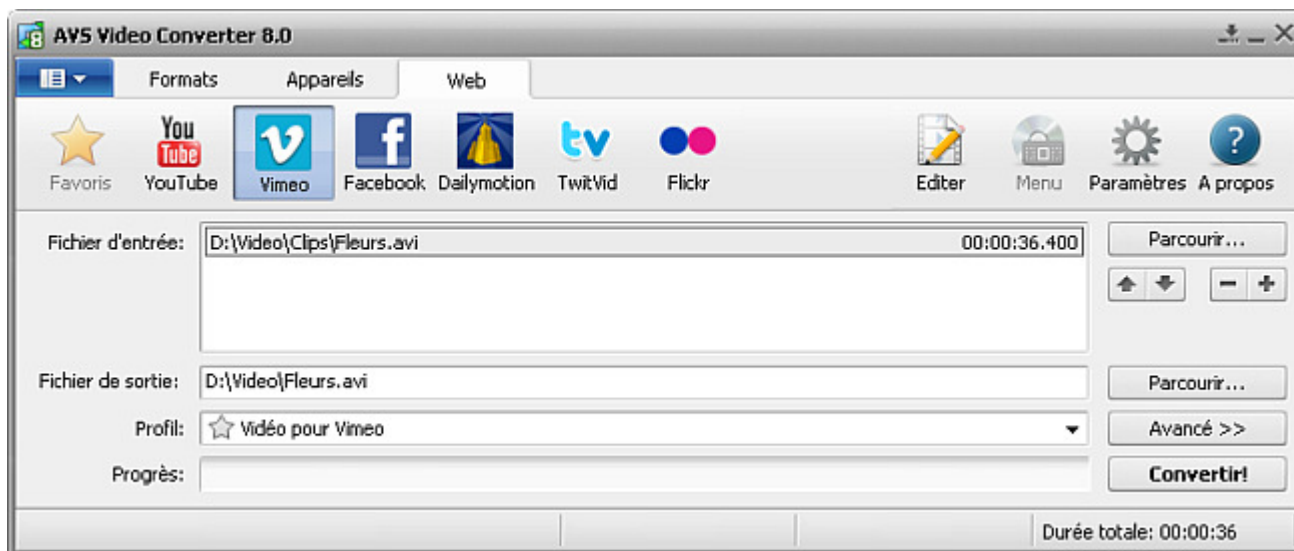 AVS Video Converter 8.0
Formats Appareils Web
You
Tube
Favoris YouTube Vimeo Facebook Dailymotion TwitVid Flickr Editer Menu Paramètres A propos
Fichier d'entrée: D:\Video\Clips\Fleurs.avi 00:00:36.400 Parcourir...
Fichier de sortie: D:\Video\Fleurs.avi Parcourir...
Profil: Vidéo pour Vimeo Avancé >>
Progrès: Convertir!
Durée totale: 00:00:36